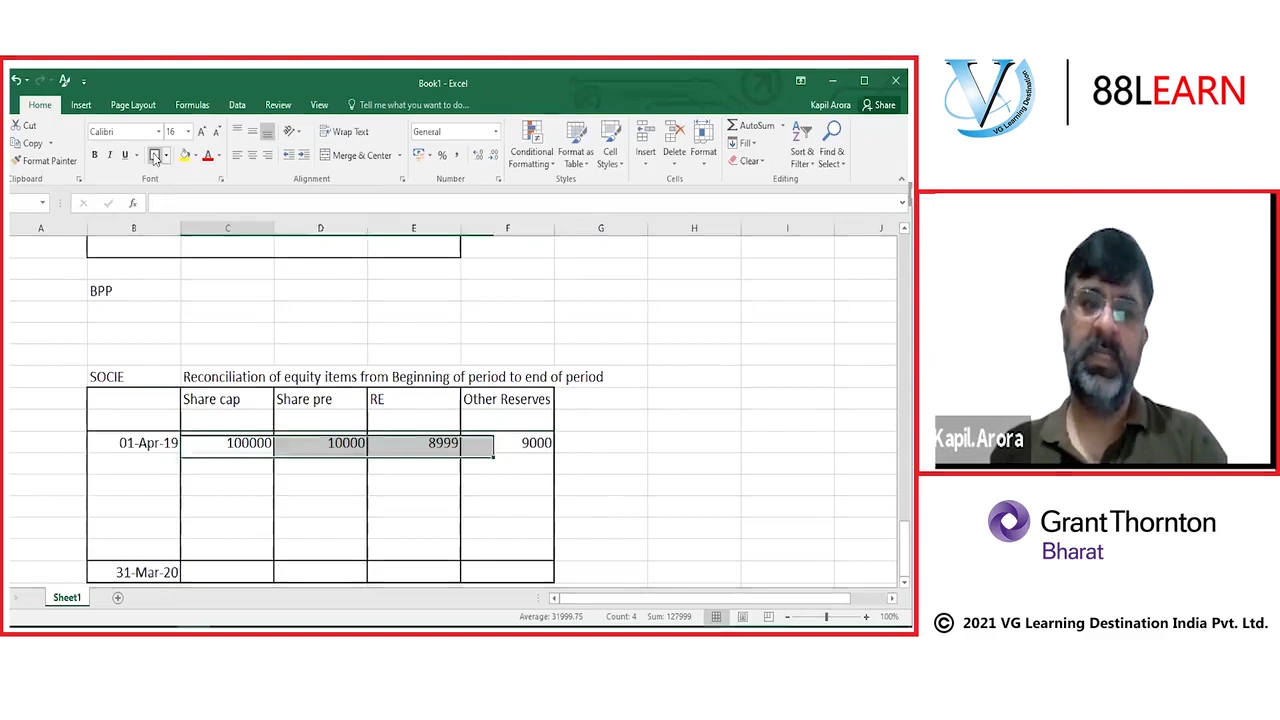 Book1 - Excel
Home Insert Page Layout Formulas Data Review View Tell me what you want to do... Kapil Arora Share
Cut
Copy
Format Painter
lipboard
Calibri 16
B I U
Font
Wrap Text
Merge & Center
Alignment
General
Number
Conditional Formatting
Format as Table
Cell Styles
Styles
Insert Delete Format
Cells
AutoSum
Fill
Clear
Sort & Filter
Find & Select
Editing
A B C D E F G H I J
BPP
SOCIE Reconciliation of equity items from Beginning of period to end of period
Share cap Share pre RE Other Reserves
01-Apr-19 100000 10000 8999 9000
31-Mar-20
Sheet1
Average: 31999.75 Count: 4 Sum: 127999 100%
VG Learning Destination
88LEARN
Kapil.Arora
Grant Thornton
Bharat
© 2021 VG Learning Destination India Pvt. Ltd.